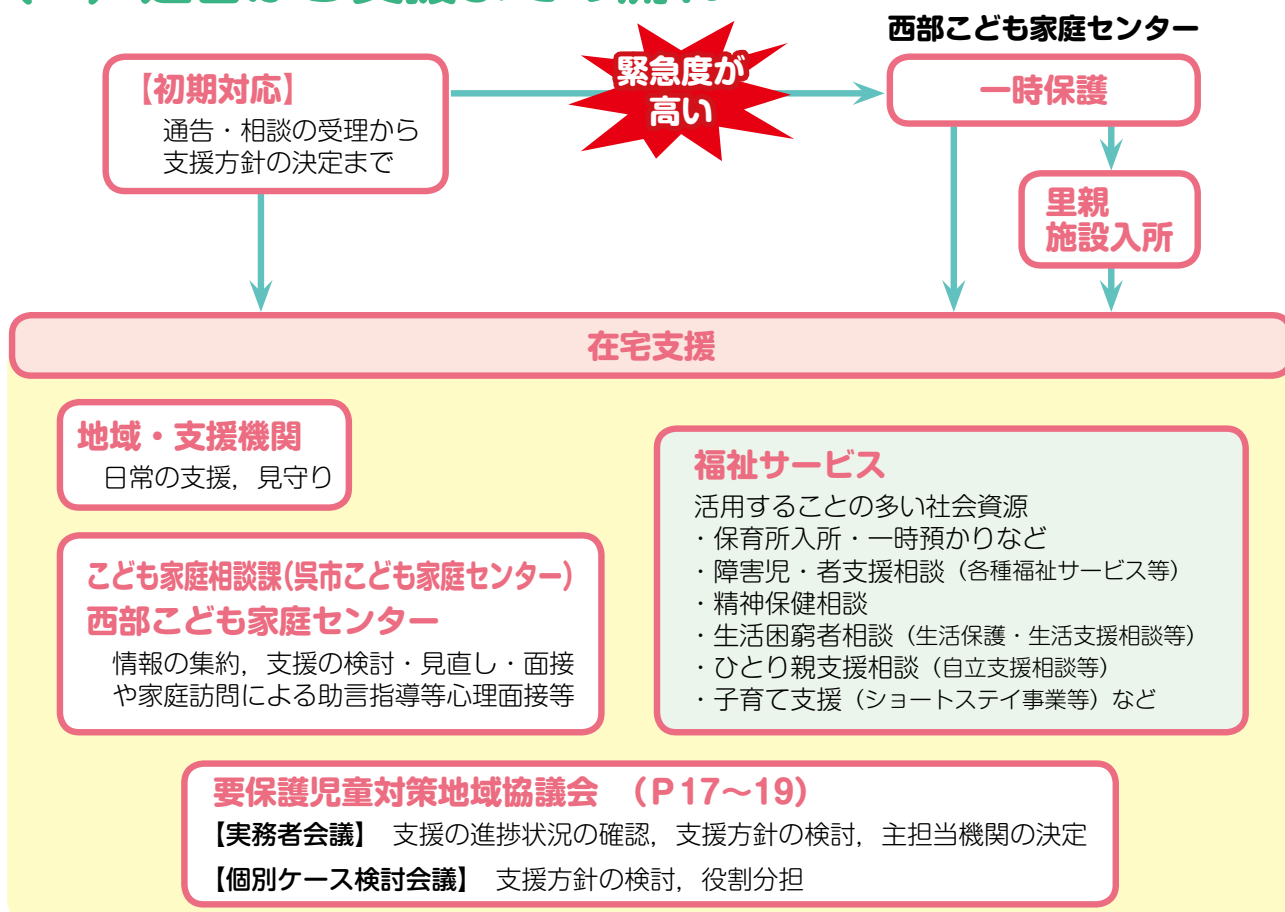 西部こども家庭センター
【初期対応】
通告・相談の受理から
支援方針の決定まで
緊急度が
高い
一時保護
里親
施設入所
在宅支援
地域・支援機関
日常の支援，見守り
こども家庭相談課(呉市こども家庭センター)
西部こども家庭センター
情報の集約，支援の検討・見直し・面接
や家庭訪問による助言指導等心理面接等
福祉サービス
活用することの多い社会資源
・保育所入所・一時預かりなど
・障害児・者支援相談（各種福祉サービス等）
・精神保健相談
・生活困窮者相談（生活保護・生活支援相談等）
・ひとり親支援相談（自立支援相談等）
・子育て支援（ショートステイ事業等）など
要保護児童対策地域協議会　（P17～19）
【実務者会議】　支援の進捗状況の確認，支援方針の検討，主担当機関の決定
【個別ケース検討会議】　支援方針の検討，役割分担